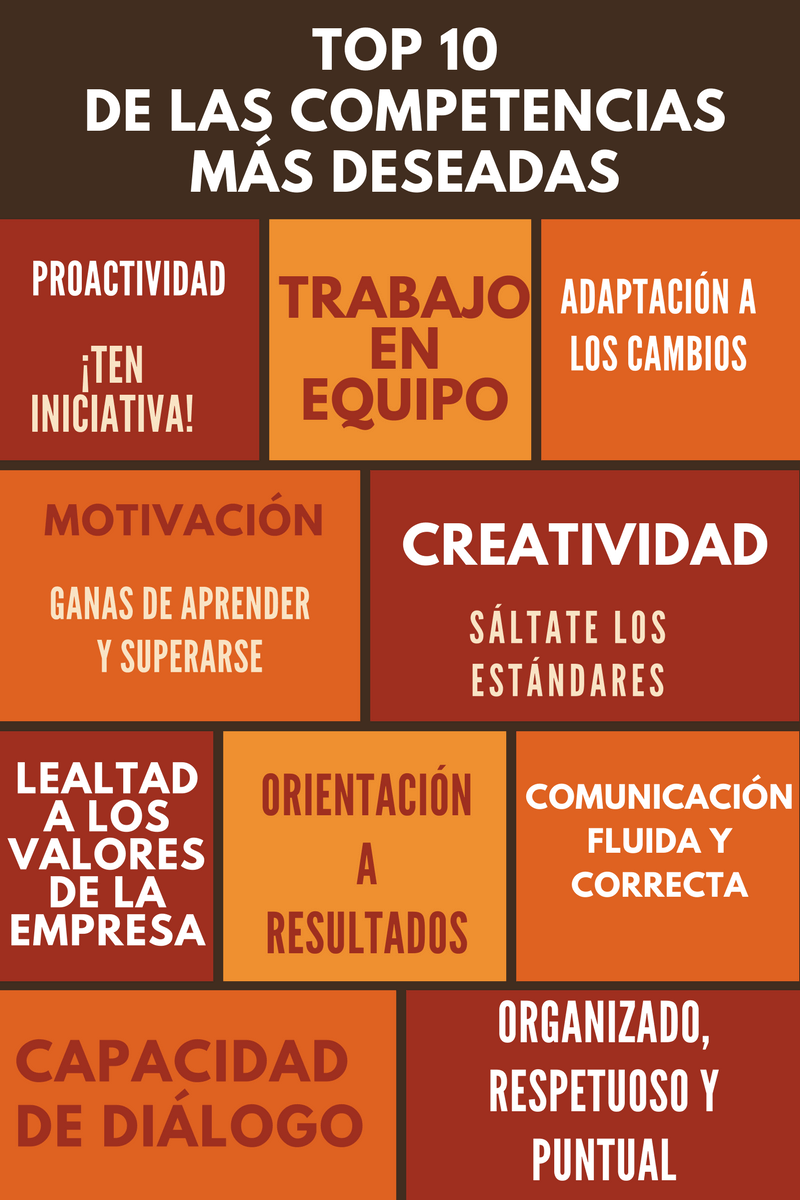 TOP 10
DE LAS COMPETENCIAS
MÁS DESEADAS
PROACTIVIDAD
¡TEN
INICIATIVA!
TRABAJO
EN
EQUIPO
ADAPTACIÓN A
LOS CAMBIOS
MOTIVACIÓN
GANAS DE APRENDER
Y SUPERARSE
CREATIVIDAD
SÁLTATE LOS
ESTÁNDARES
LEALTAD
A LOS
VALORES
DE LA
EMPRESA
ORIENTACIÓN
A
RESULTADOS
COMUNICACIÓN
FLUIDA Y
CORRECTA
CAPACIDAD
DE DIÁLOGO
ORGANIZADO,
RESPETUOSO Y
PUNTUAL